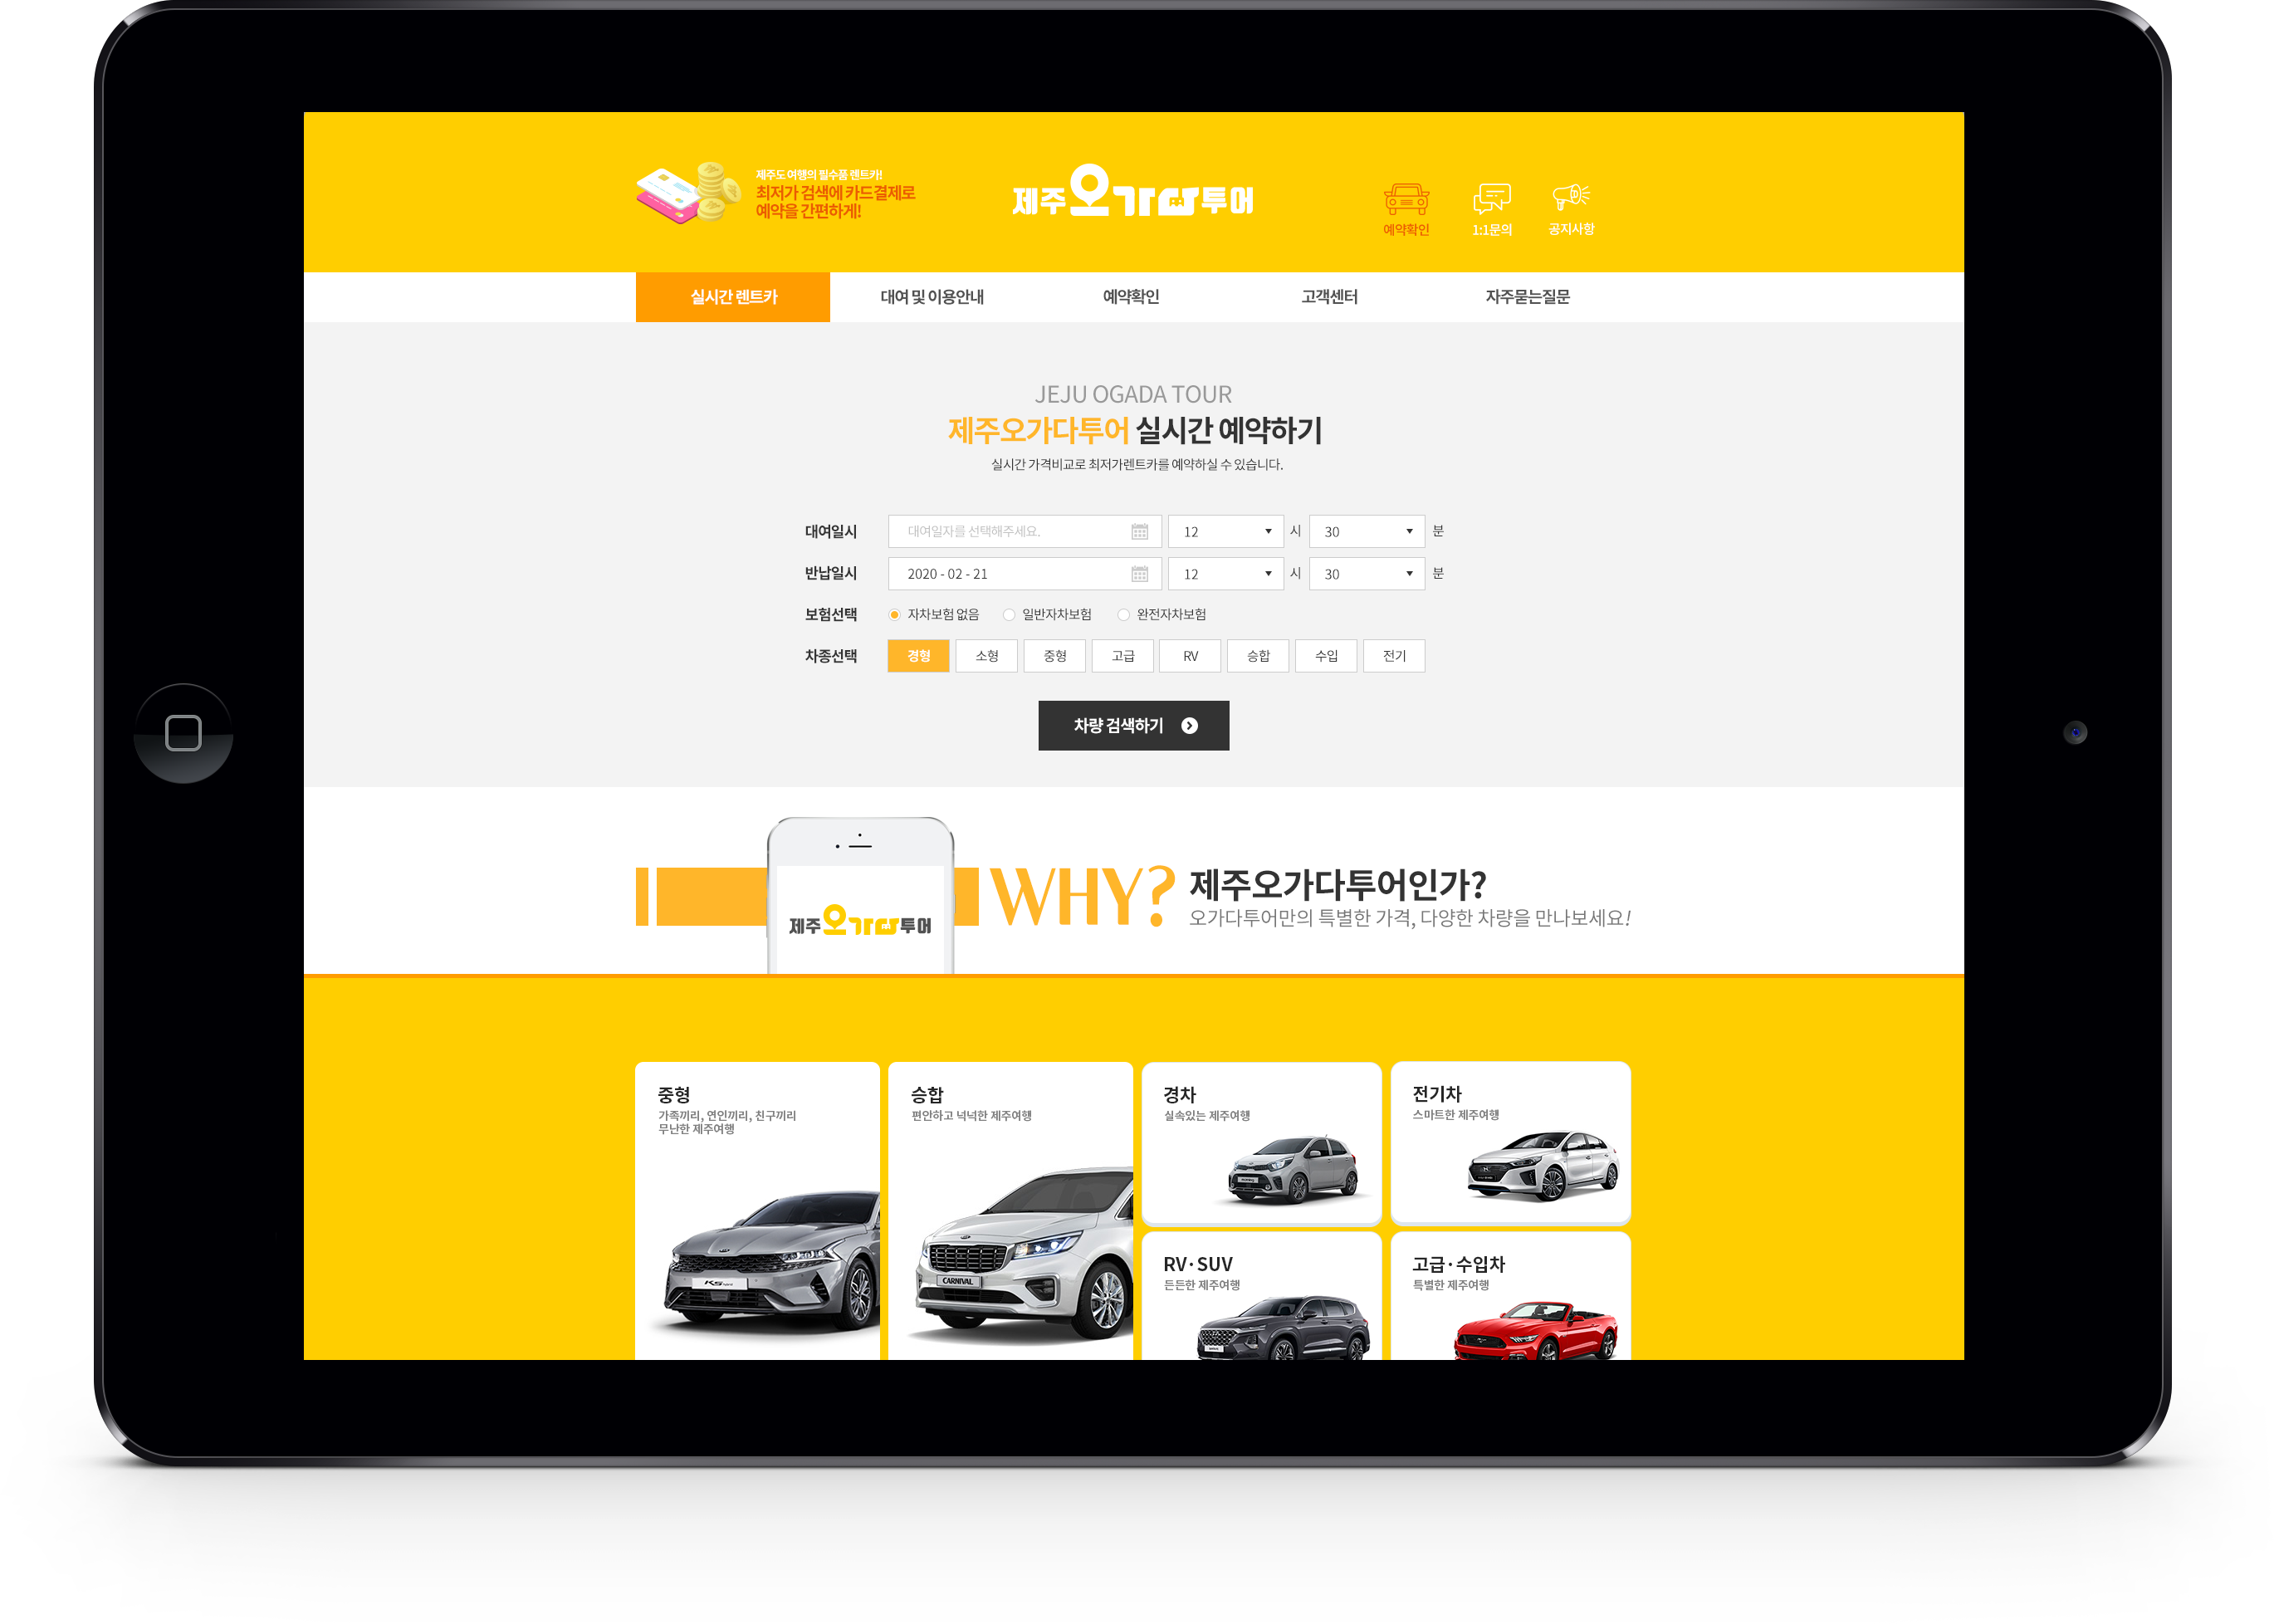 제주도 여행의 필수품 렌트카!
최저가 검색에 카드결제로
예약을 간편하게!
제주오가다투어
예약확인
1:1문의
공지사항
실시간 렌트카
대여 및 이용안내
예약확인
고객센터
자주묻는질문
JEJU OGADA TOUR
제주오가다투어 실시간 예약하기
실시간 가격비교로 최저가렌트카를 예약하실 수 있습니다.
대여일시 대여일자를 선택해주세요. 12 시 30 분
반납일시 2020 - 02 - 21 12 시 30 분
보험선택 자차보험 없음 일반자차보험 완전자차보험
차종선택 경형 소형 중형 고급 RV 승합 수입 전기
차량 검색하기
제주오가다투어
WHY? 제주오가다투어인가?
오가다투어만의 특별한 가격, 다양한 차량을 만나보세요!
중형
가족끼리, 연인끼리, 친구끼리
무난한 제주여행
K5
승합
편안하고 넉넉한 제주여행
CARNIVAL
경차
실속있는 제주여행
전기차
스마트한 제주여행
RV·SUV
든든한 제주여행
고급·수입차
특별한 제주여행